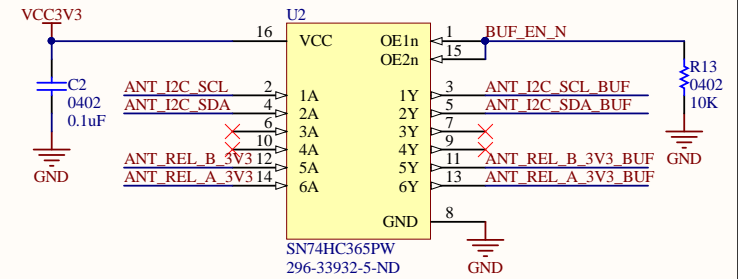 VCC3V3
U2
16 VCC OE1n 1 BUF_EN_N
OE2n 15
C2
0402
0.1uF
R13
0402
10K
ANT_I2C_SCL 2 1A 1Y 3 ANT_I2C_SCL_BUF
ANT_I2C_SDA 4 2A 2Y 5 ANT_I2C_SDA_BUF
6 3A 3Y 7
10 4A 4Y 9
ANT_REL_B_3V3 12 5A 5Y 11 ANT_REL_B_3V3_BUF
ANT_REL_A_3V3 14 6A 6Y 13 ANT_REL_A_3V3_BUF
GND
GND
GND 8
SN74HC365PW
296-33932-5-ND
GND